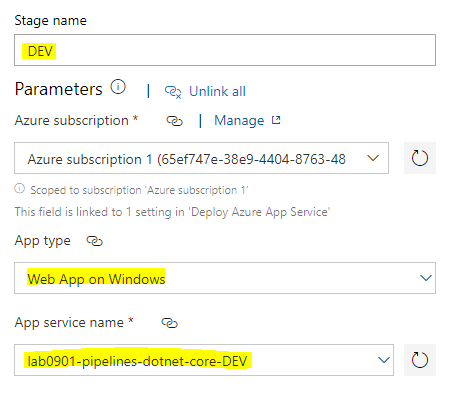 Stage name
DEV
Parameters | Unlink all
Azure subscription * | Manage
Azure subscription 1 (65ef747e-38e9-4404-8763-48
Scoped to subscription 'Azure subscription 1'
This field is linked to 1 setting in 'Deploy Azure App Service'
App type
Web App on Windows
App service name *
lab0901-pipelines-dotnet-core-DEV